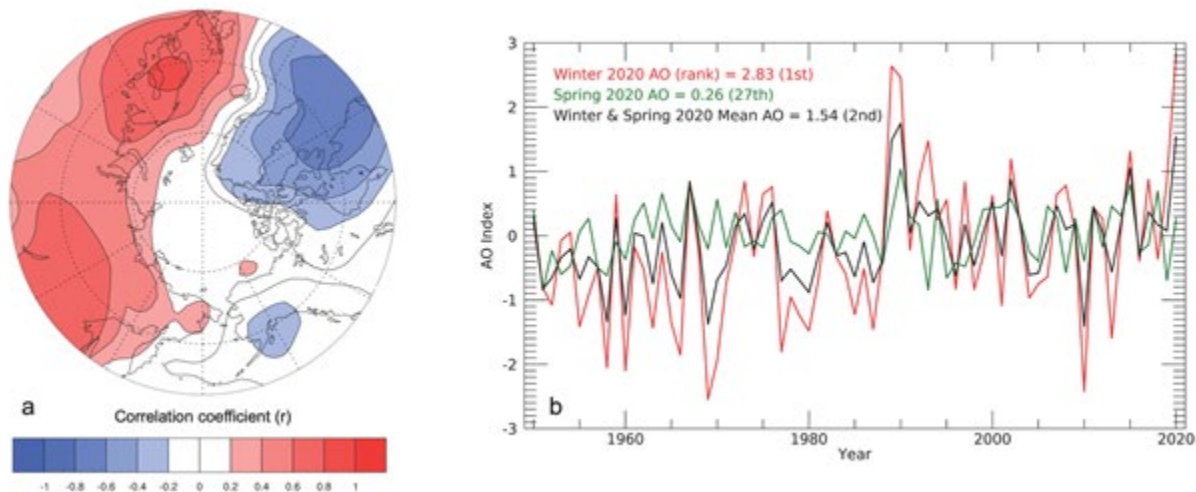 a
Correlation coefficient (r)
-1 -0.8 -0.6 -0.4 -0.2 0 0.2 0.4 0.6 0.8 1
Winter 2020 AO (rank) = 2.83 (1st)
Spring 2020 AO = 0.26 (27th)
Winter & Spring 2020 Mean AO = 1.54 (2nd)
3
2
1
0
-1
-2
-3
AO Index
b
1960 1980 2000 2020
Year